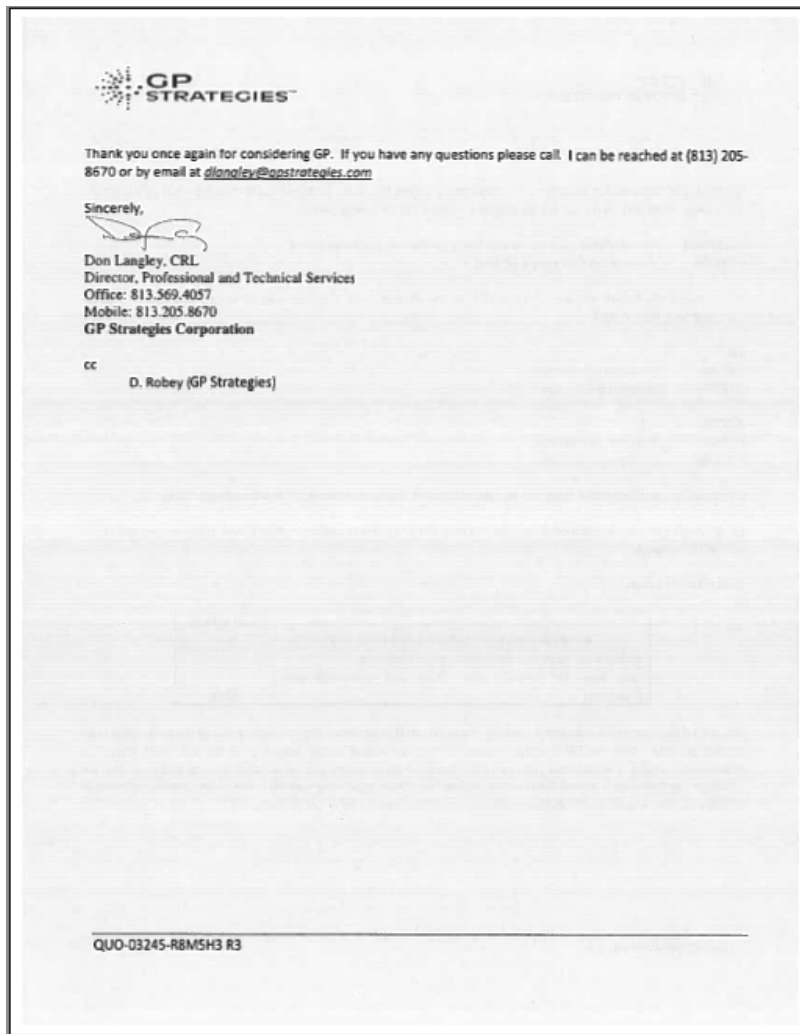 GP
STRATEGIES™
Thank you once again for considering GP. If you have any questions please call. I can be reached at (813) 205-
8670 or by email at dlangley@gpstrategies.com
Sincerely,
Don Langley, CRL
Director, Professional and Technical Services
Office: 813.569.4057
Mobile: 813.205.8670
GP Strategies Corporation
cc
D. Robey (GP Strategies)
QUO-03245-R8M5H3 R3